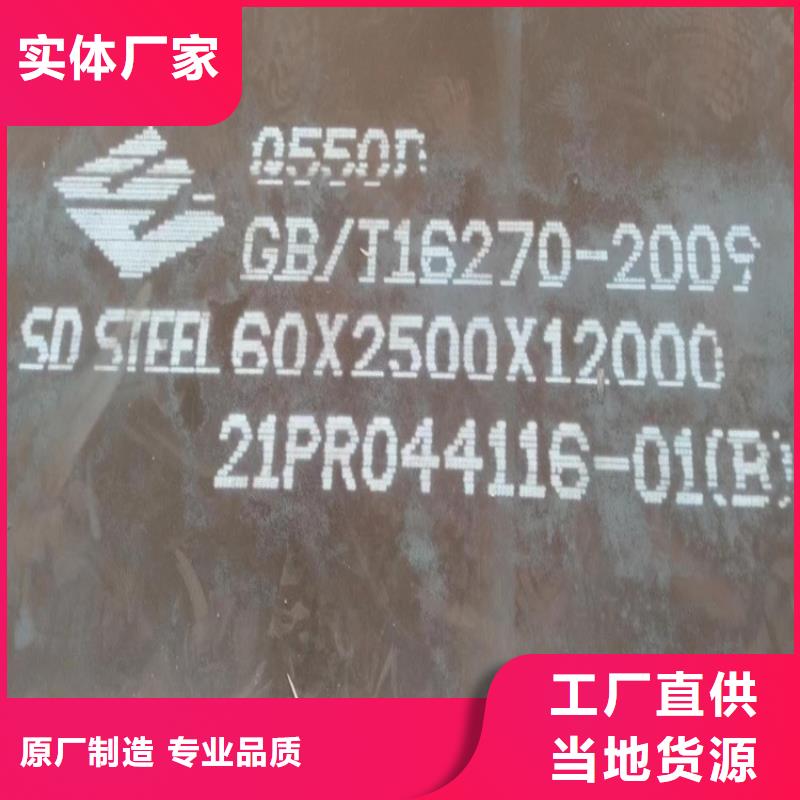 实体厂家
Q550D
GB/T16270-2009
SD STEEL 60X2500X12000
21PR044116-01(R)
工厂直供
当地货源
原厂制造 专业品质